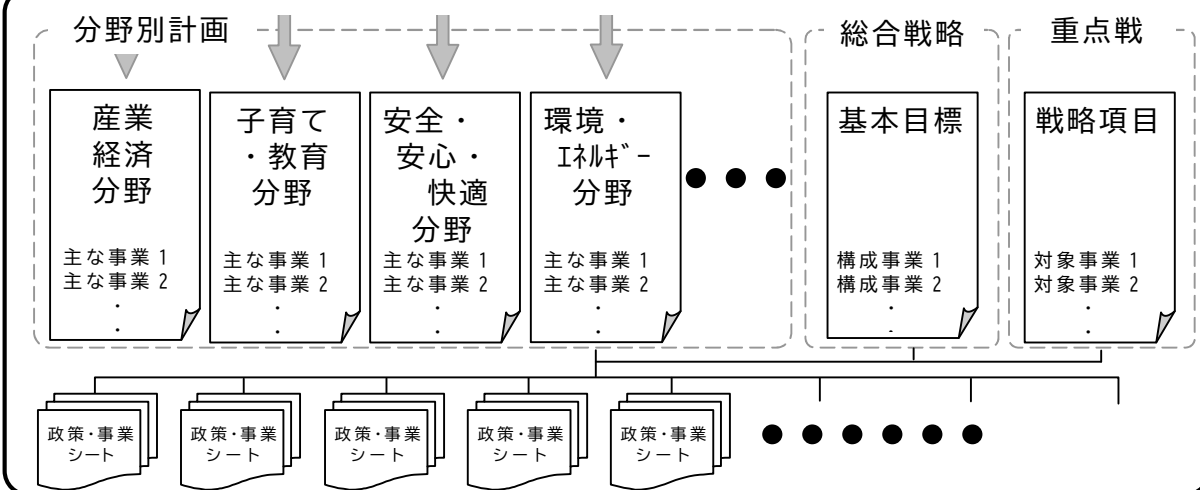 分野別計画
総合戦略
重点戦
産業
経済
分野
主な事業1
主な事業2
・
・
子育て
・教育
分野
主な事業1
主な事業2
・
・
安全・
安心・
快適
分野
主な事業1
主な事業2
・
・
環境・
ｴﾈﾙｷﾞｰ
分野
主な事業1
主な事業2
・
・
●●●
基本目標
構成事業1
構成事業2
・
・
戦略項目
対象事業1
対象事業2
・
・
政策・事業
シート
政策・事業
シート
政策・事業
シート
政策・事業
シート
政策・事業
シート
●●●●●●